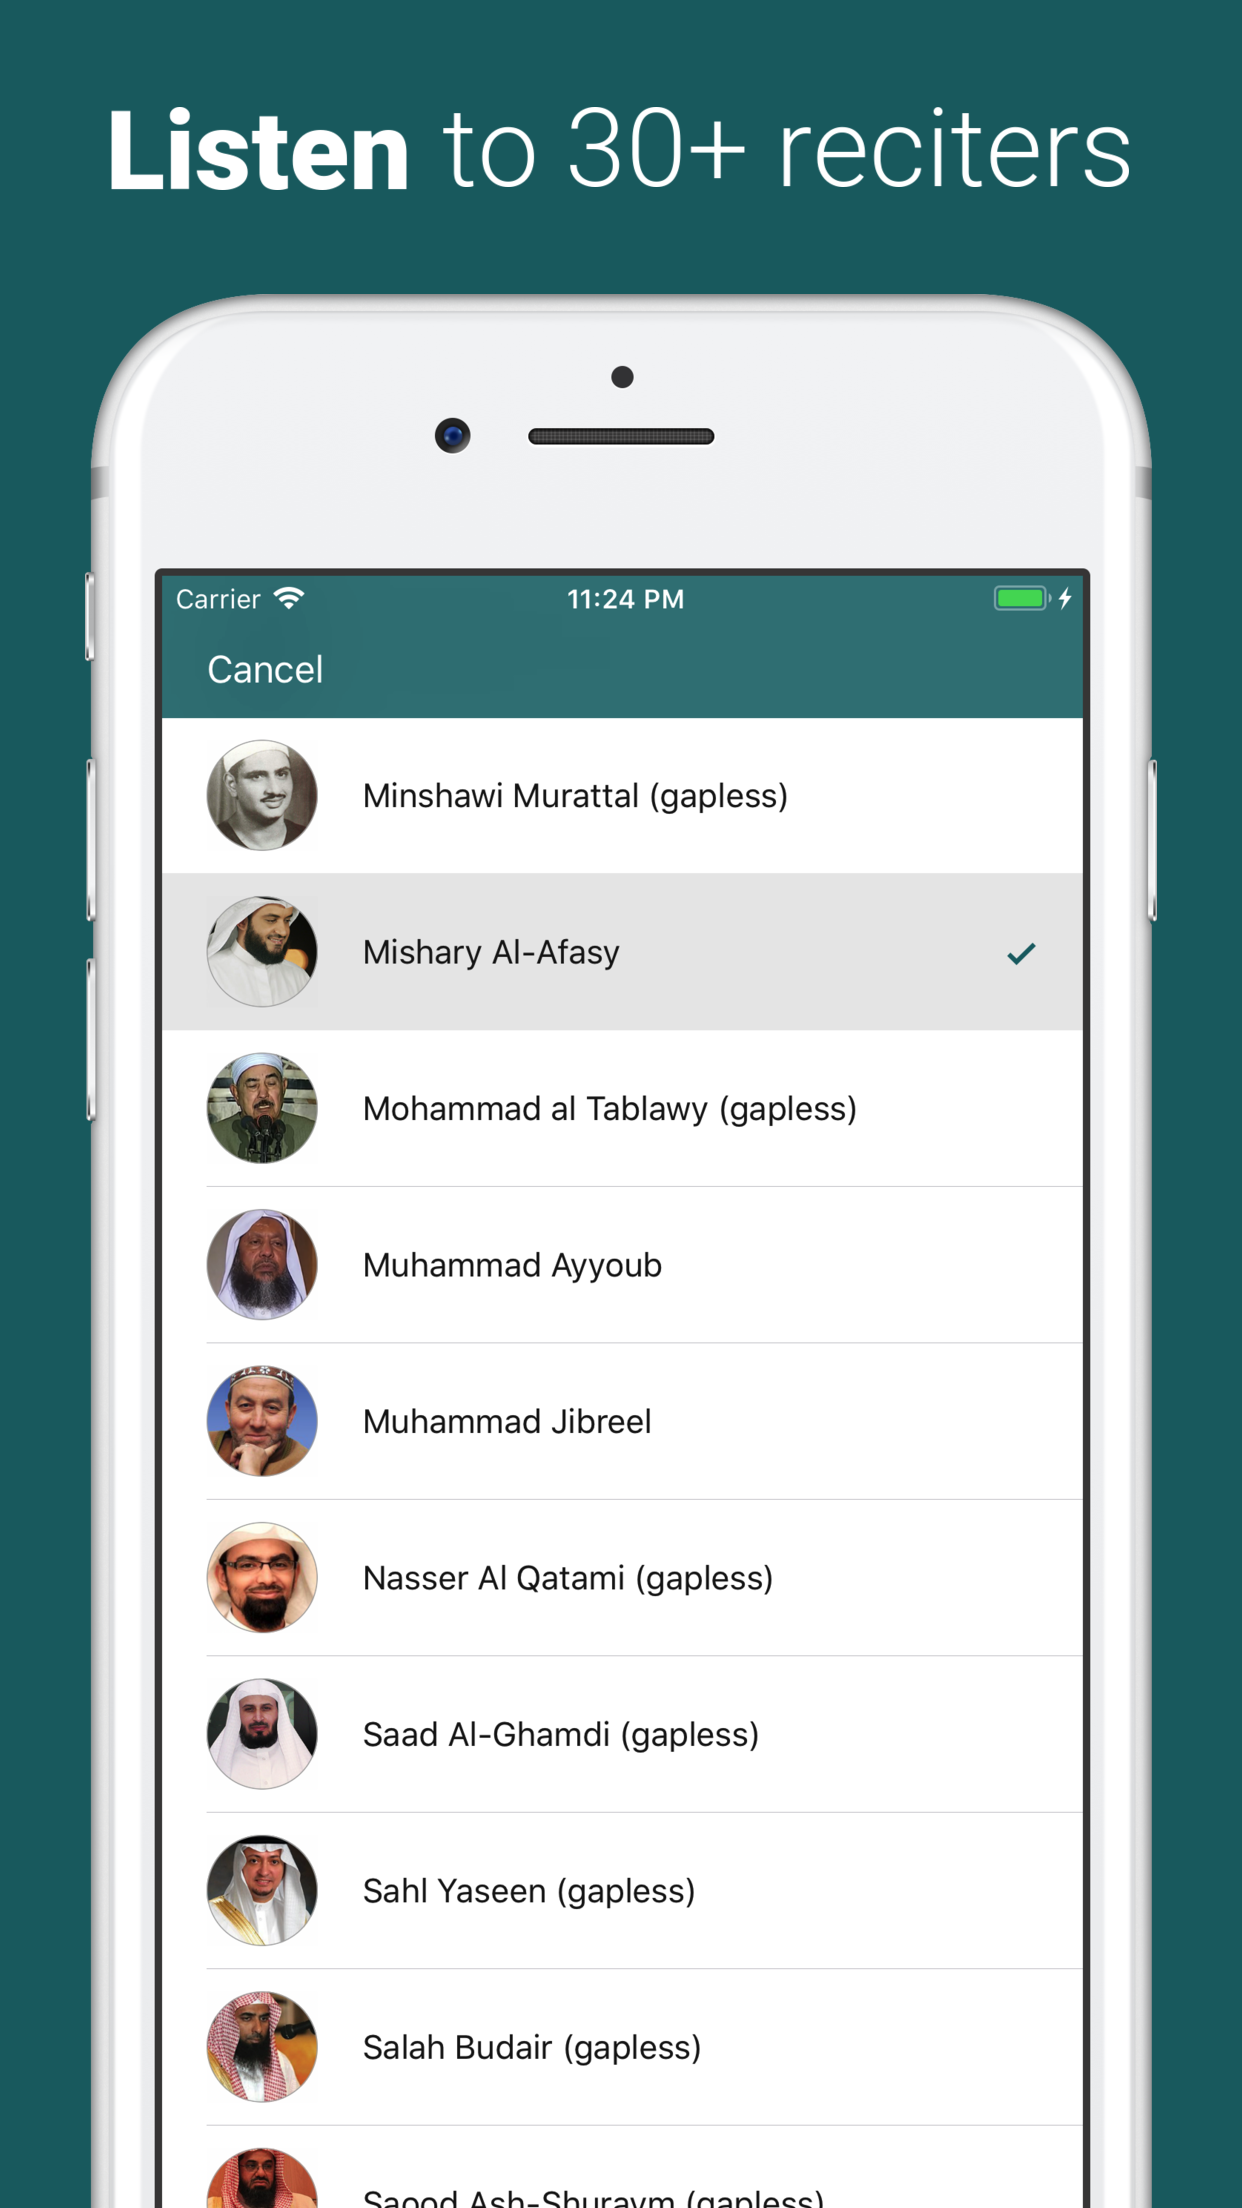 Listen to 30+ reciters
Carrier 11:24 PM
Cancel
Minshawi Murattal (gapless)
Mishary Al-Afasy
Mohammad al Tablawy (gapless)
Muhammad Ayyoub
Muhammad Jibreel
Nasser Al Qatami (gapless)
Saad Al-Ghamdi (gapless)
Sahl Yaseen (gapless)
Salah Budair (gapless)
Saood Ash-Shuraym (gapless)